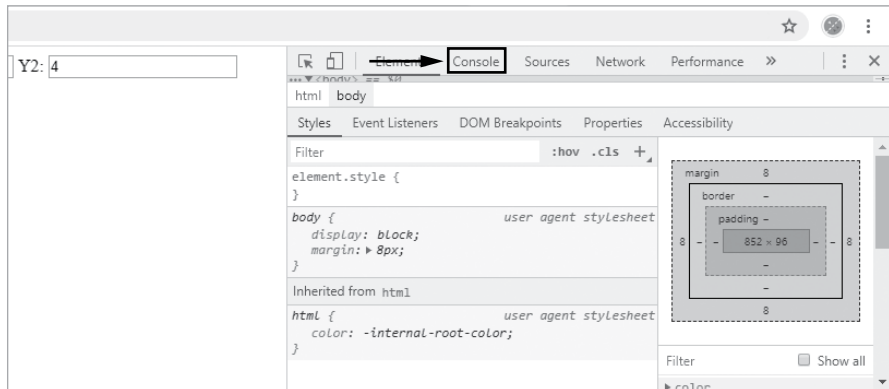 Y2: 4
Elements Console Sources Network Performance »
... ▼ <body> == $0
html body
Styles Event Listeners DOM Breakpoints Properties Accessibility
Filter :hov .cls +
element.style {
}
body { user agent stylesheet
display: block;
margin: ▶ 8px;
}
Inherited from html
html { user agent stylesheet
color: -internal-root-color;
}
margin 8
border –
padding –
8 – – 852 × 96 – – 8
–
–
8
Filter Show all
▶ color